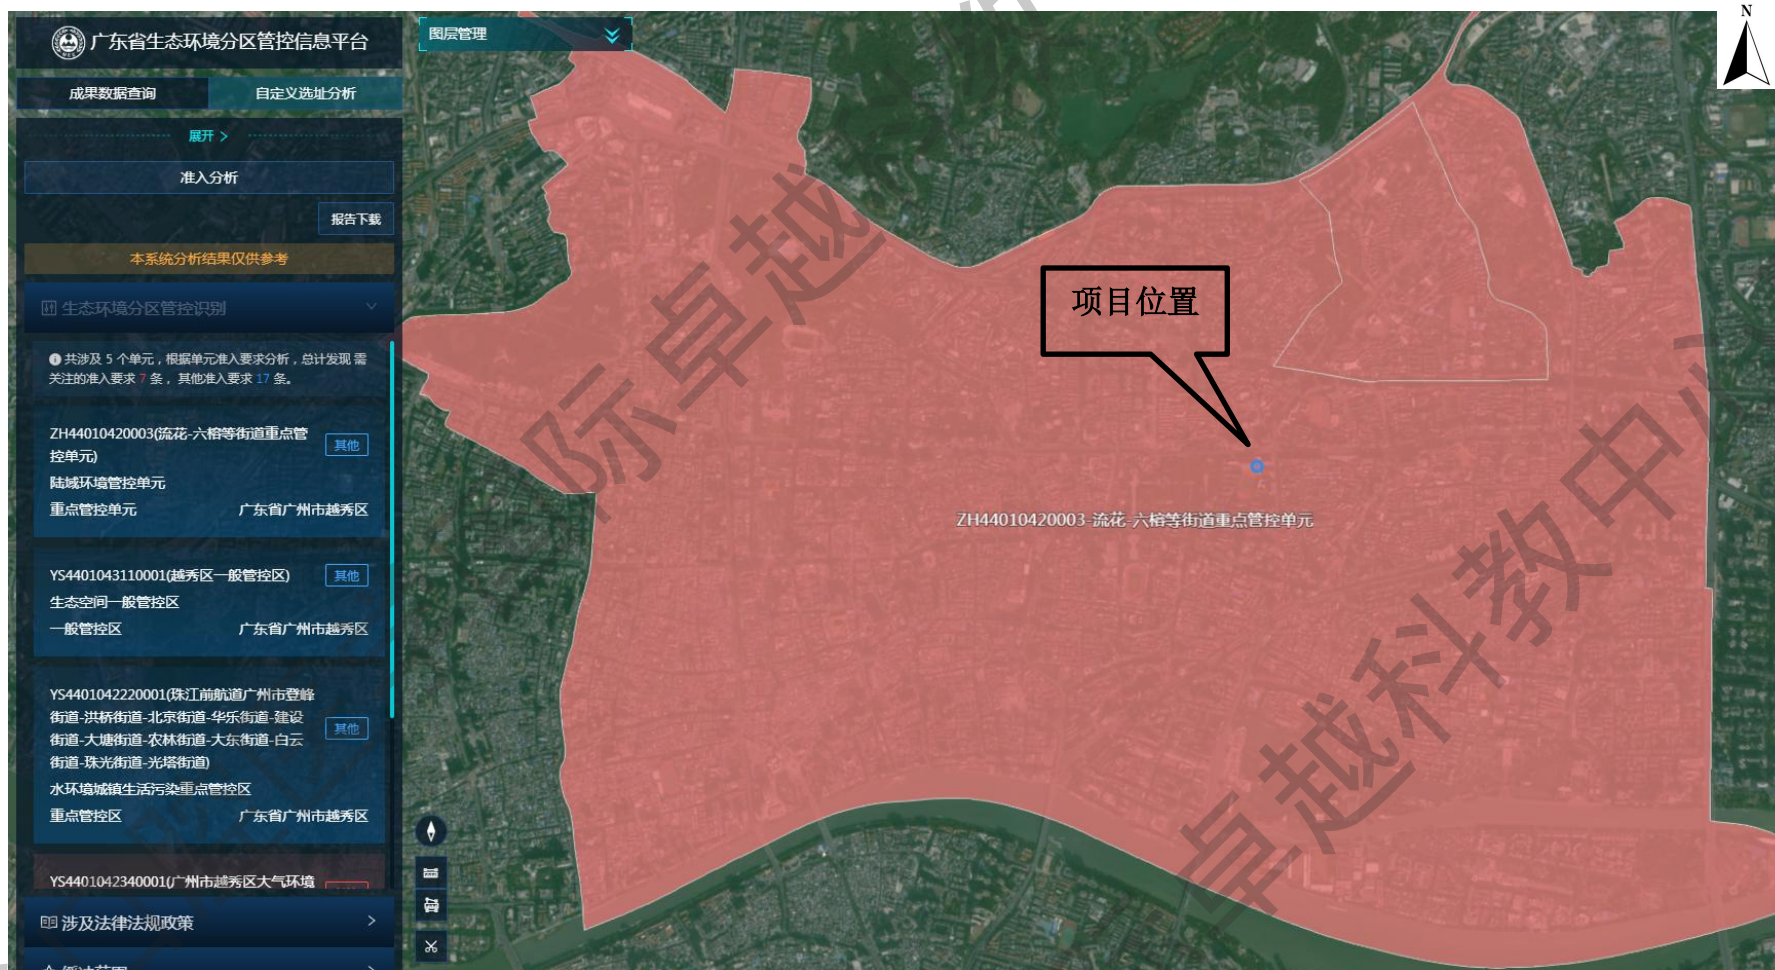 广东省生态环境分区管控信息平台
成果数据查询
自定义选址分析
展开 >
准入分析
报告下载
本系统分析结果仅供参考
生态环境分区管控识别
共涉及 5 个单元，根据单元准入要求分析，总计发现 需
关注的准入要求 7 条， 其他准入要求 17 条。
ZH44010420003(流花-六榕等街道重点管
控单元)
其他
陆域环境管控单元
重点管控单元
广东省广州市越秀区
YS4401043110001(越秀区一般管控区)
其他
生态空间一般管控区
一般管控区
广东省广州市越秀区
YS4401042220001(珠江前航道广州市登峰
街道-洪桥街道-北京街道-华乐街道-建设
街道-大塘街道-农林街道-大东街道-白云
街道-珠光街道-光塔街道)
其他
水环境城镇生活污染重点管控区
重点管控区
广东省广州市越秀区
YS4401042340001(广州市越秀区大气环境
涉及法律法规政策
图层管理
N
项目位置
ZH44010420003-流花-六榕等街道重点管控单元
际卓越
卓越科教中心